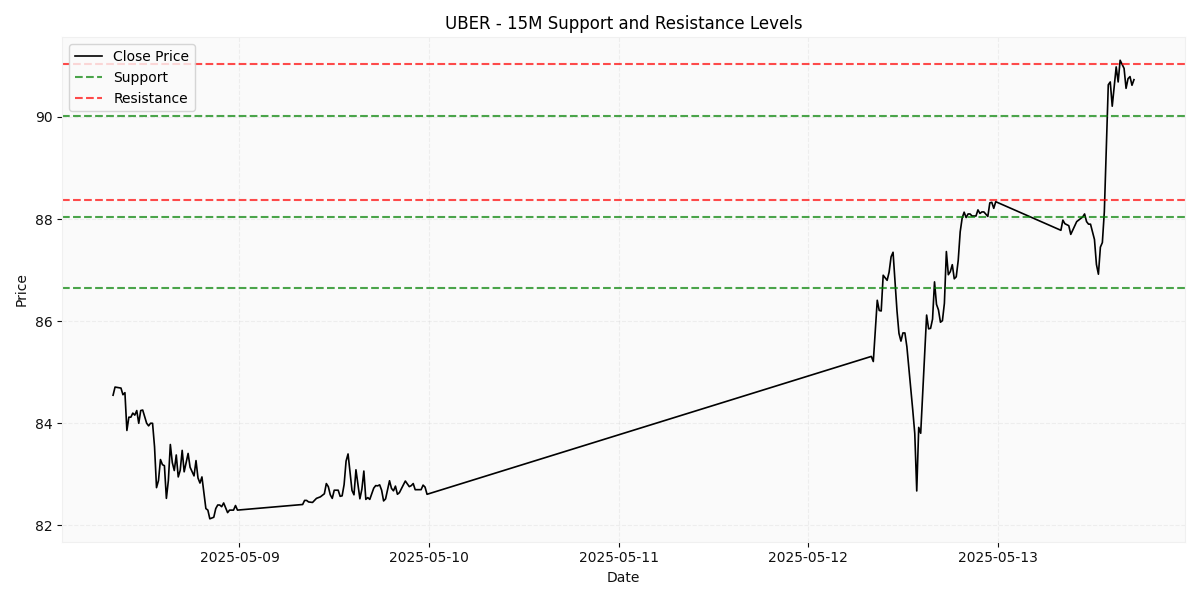 UBER - 15M Support and Resistance Levels
Close Price
Support
Resistance
Price
90
88
86
84
82
2025-05-09 2025-05-10 2025-05-11 2025-05-12 2025-05-13
Date